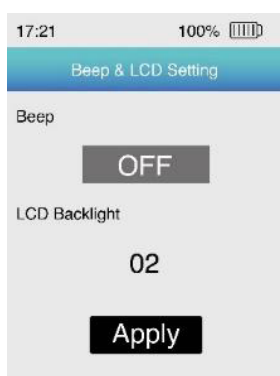 17:21 100%
Beep & LCD Setting
Beep
OFF
LCD Backlight
02
Apply